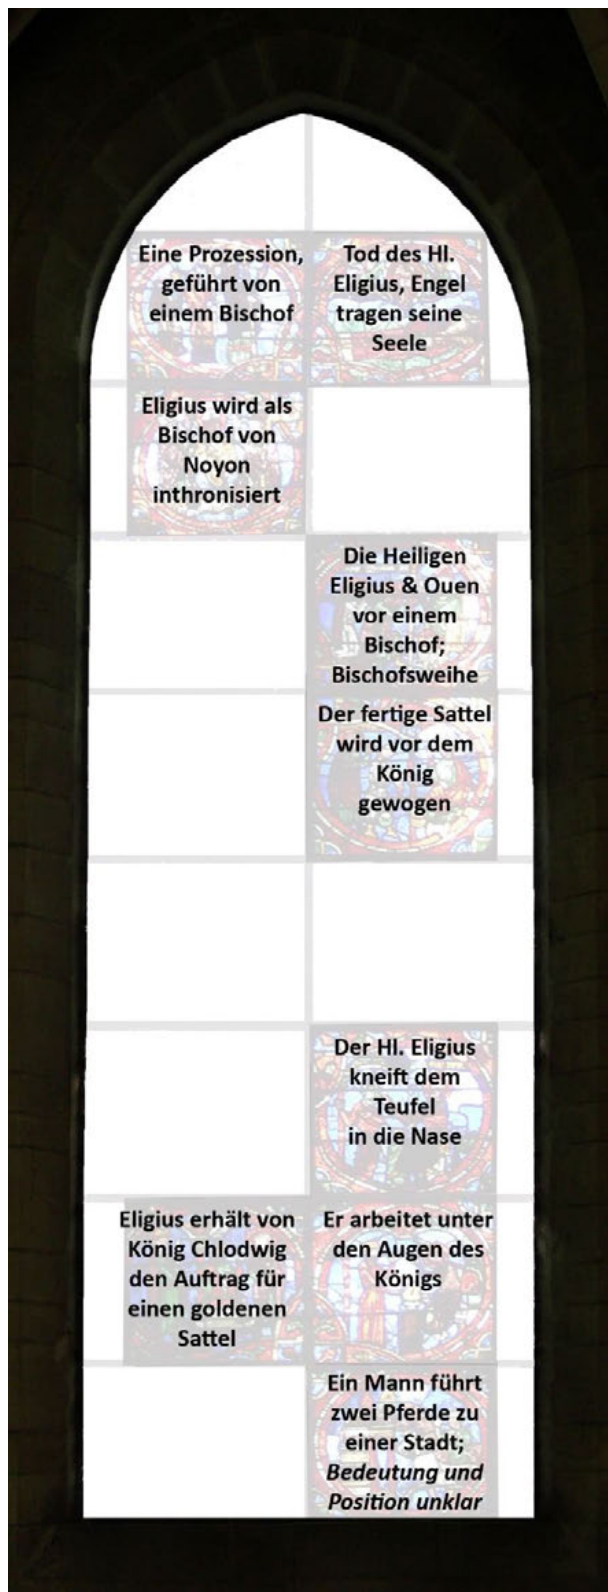 Eine Prozession,
geführt von
einem Bischof
Tod des Hl.
Eligius, Engel
tragen seine
Seele
Eligius wird als
Bischof von
Noyon
inthronisiert
Die Heiligen
Eligius & Ouen
vor einem
Bischof;
Bischofsweihe
Der fertige Sattel
wird vor dem
König
gewogen
Der Hl. Eligius
kneift dem
Teufel
in die Nase
Eligius erhält von
König Chlodwig
den Auftrag für
einen goldenen
Sattel
Er arbeitet unter
den Augen des
Königs
Ein Mann führt
zwei Pferde zu
einer Stadt;
Bedeutung und
Position unklar